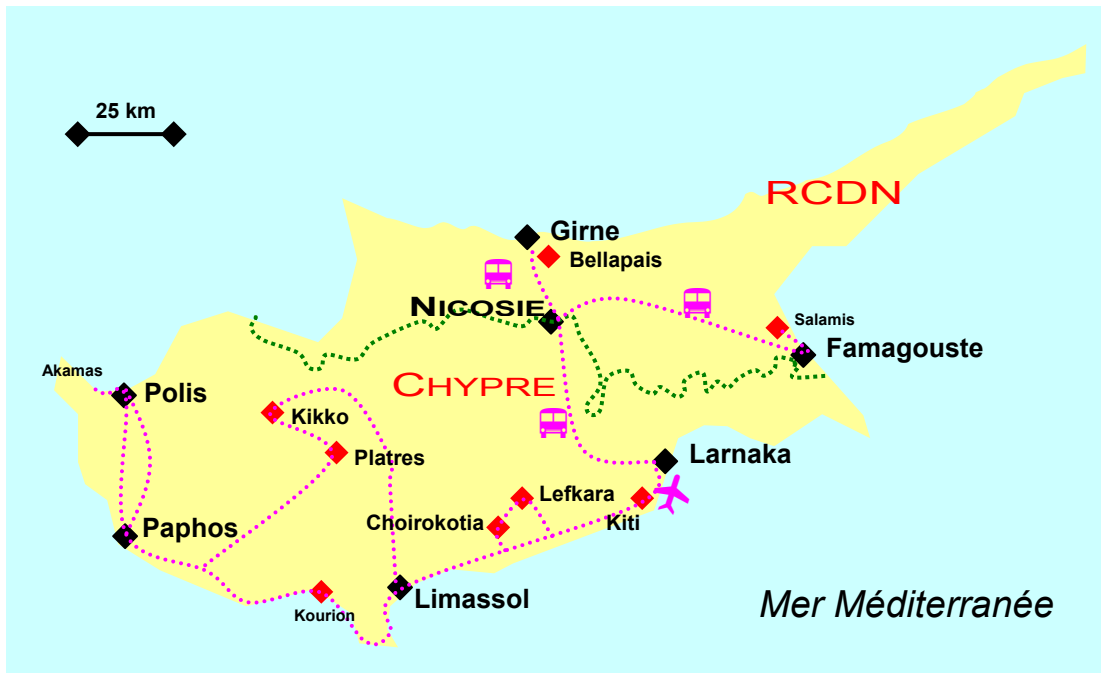 25 km
RCDN
Girne
Bellapais
NICOSIE
Salamis
Famagouste
Akamas
Polis
CHYPRE
Kikko
Platres
Larnaka
Lefkara
Choirokotia
Kiti
Paphos
Limassol
Kourion
Mer Méditerranée